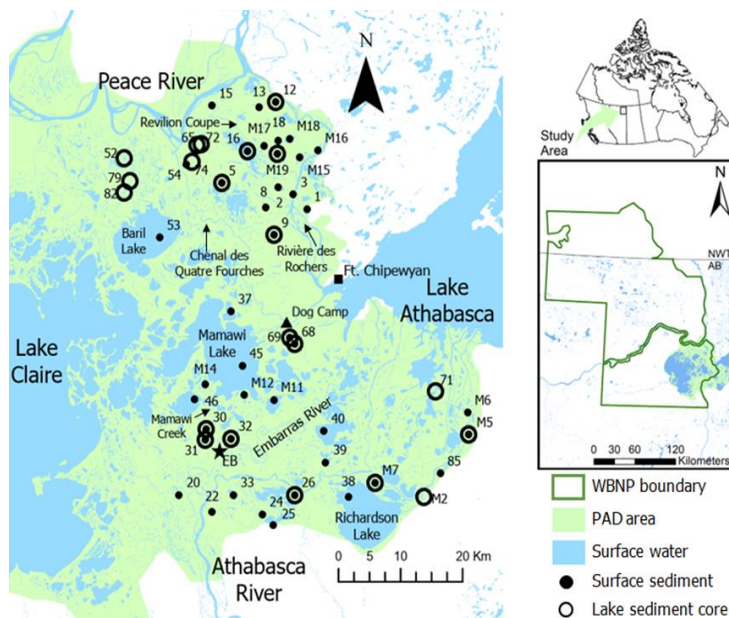 N
Peace River
15
13
12
Revilion Coupe
M17
18
M18
65
72
16
M16
52
M19
M15
54
74
5
79
8
3
82
2
1
Baril
Lake
53
9
Chenal des
Quatre Fourches
Rivière des
Rochers
Ft. Chipewyan
Lake
Athabasca
37
Dog Camp
Mamawi
Lake
69
68
Lake
Claire
45
M14
M12
M11
71
46
M6
Mamawi
Creek
30
32
Embarras River
40
M5
31
EB
39
85
20
33
26
M7
22
24
38
M2
25
Richardson
Lake
Athabasca
River
0
5
10
20 Km
Study
Area
N
NWT
AB
0
30
60
120
Kilometers
WBNP boundary
PAD area
Surface water
Surface sediment
Lake sediment core